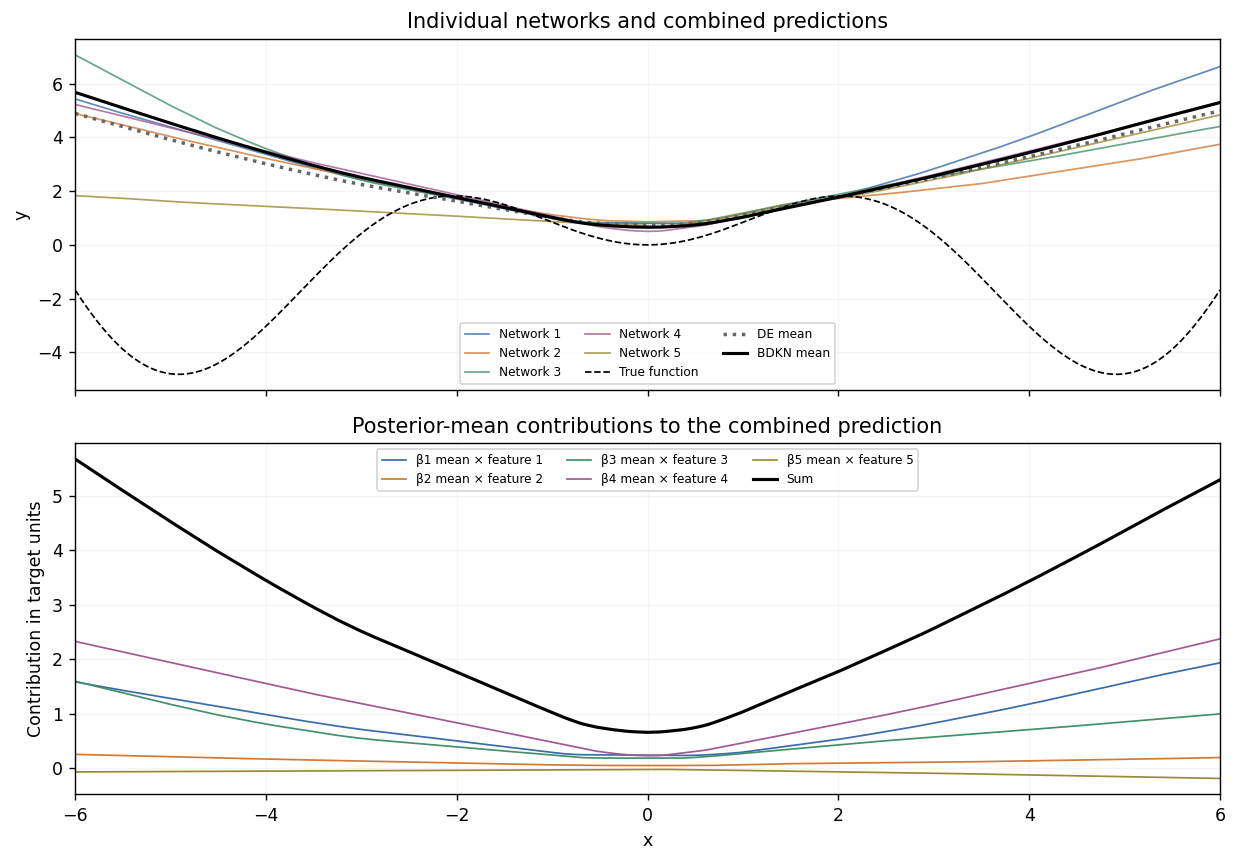 Individual networks and combined predictions
6
4
2
0
−2
−4
y
Network 1
Network 2
Network 3
Network 4
Network 5
True function
DE mean
BDKN mean
Posterior-mean contributions to the combined prediction
β1 mean × feature 1
β2 mean × feature 2
β3 mean × feature 3
β4 mean × feature 4
β5 mean × feature 5
Sum
5
4
3
2
1
0
Contribution in target units
−6
−4
−2
0
2
4
6
x